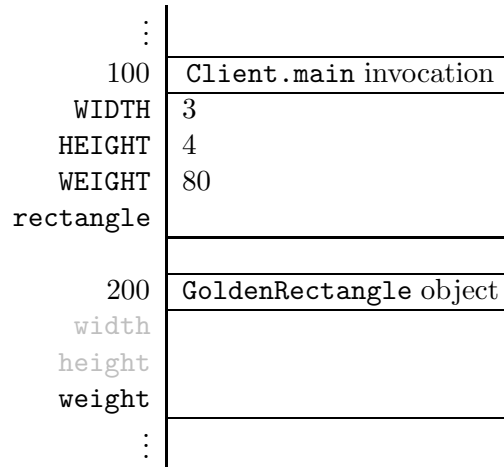 ⋮
100 Client.main invocation
WIDTH 3
HEIGHT 4
WEIGHT 80
rectangle
200 GoldenRectangle object
width
height
weight
⋮